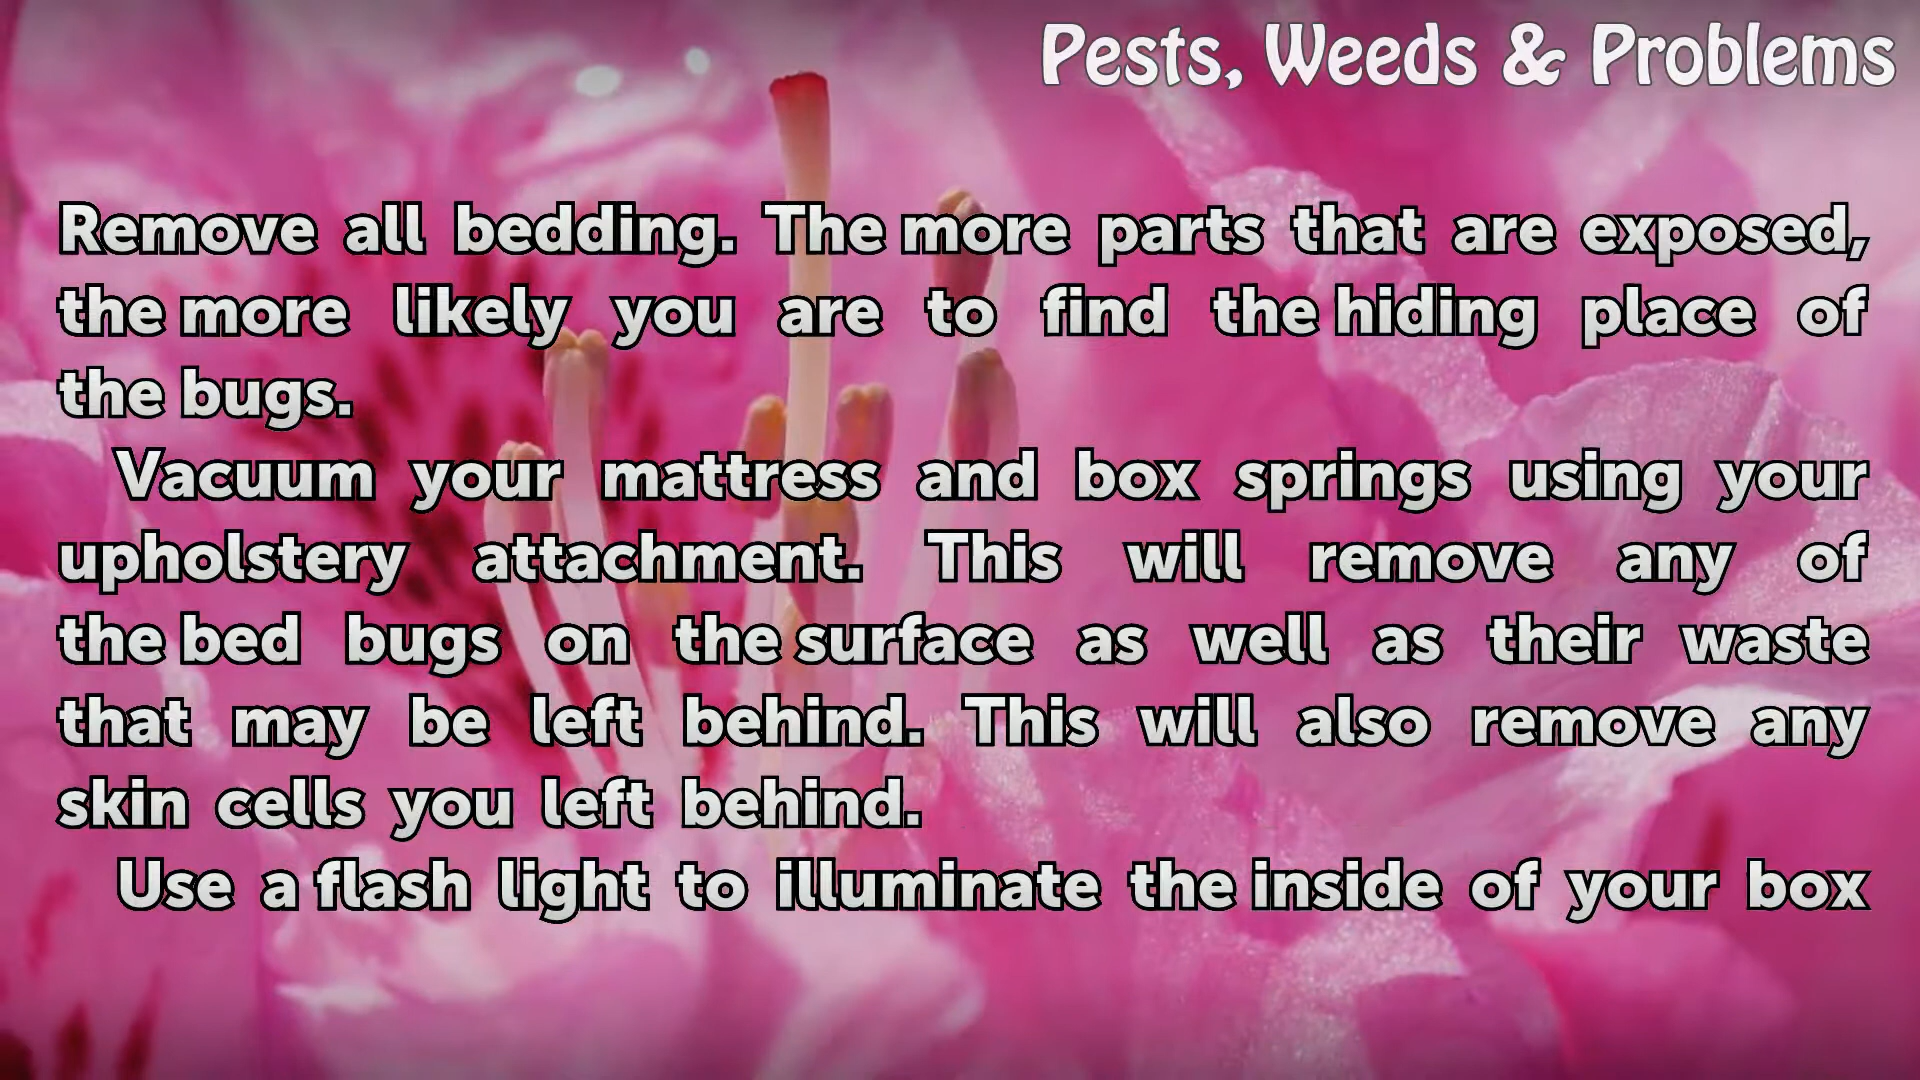 Pests, Weeds & Problems
Remove all bedding. The more parts that are exposed,
the more likely you are to find the hiding place of
the bugs.
Vacuum your mattress and box springs using your
upholstery attachment. This will remove any of
the bed bugs on the surface as well as their waste
that may be left behind. This will also remove any
skin cells you left behind.
Use a flash light to illuminate the inside of your box